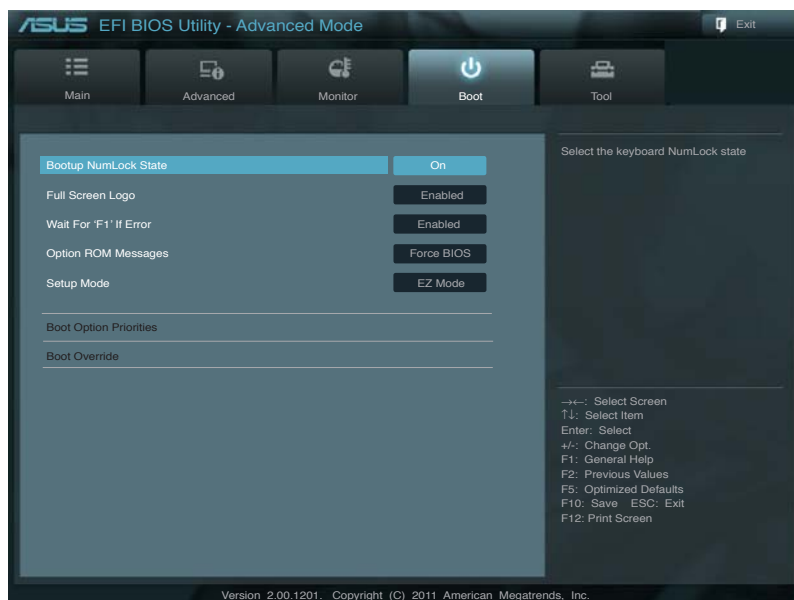 ASUS EFI BIOS Utility - Advanced Mode
Exit
Main
Advanced
Monitor
Boot
Tool
Bootup NumLock State
On
Full Screen Logo
Enabled
Wait For ‘F1’ If Error
Enabled
Option ROM Messages
Force BIOS
Setup Mode
EZ Mode
Boot Option Priorities
Boot Override
Select the keyboard NumLock state
→←: Select Screen
↑↓: Select Item
Enter: Select
+/-: Change Opt.
F1: General Help
F2: Previous Values
F5: Optimized Defaults
F10: Save ESC: Exit
F12: Print Screen
Version 2.00.1201. Copyright (C) 2011 American Megatrends, Inc.